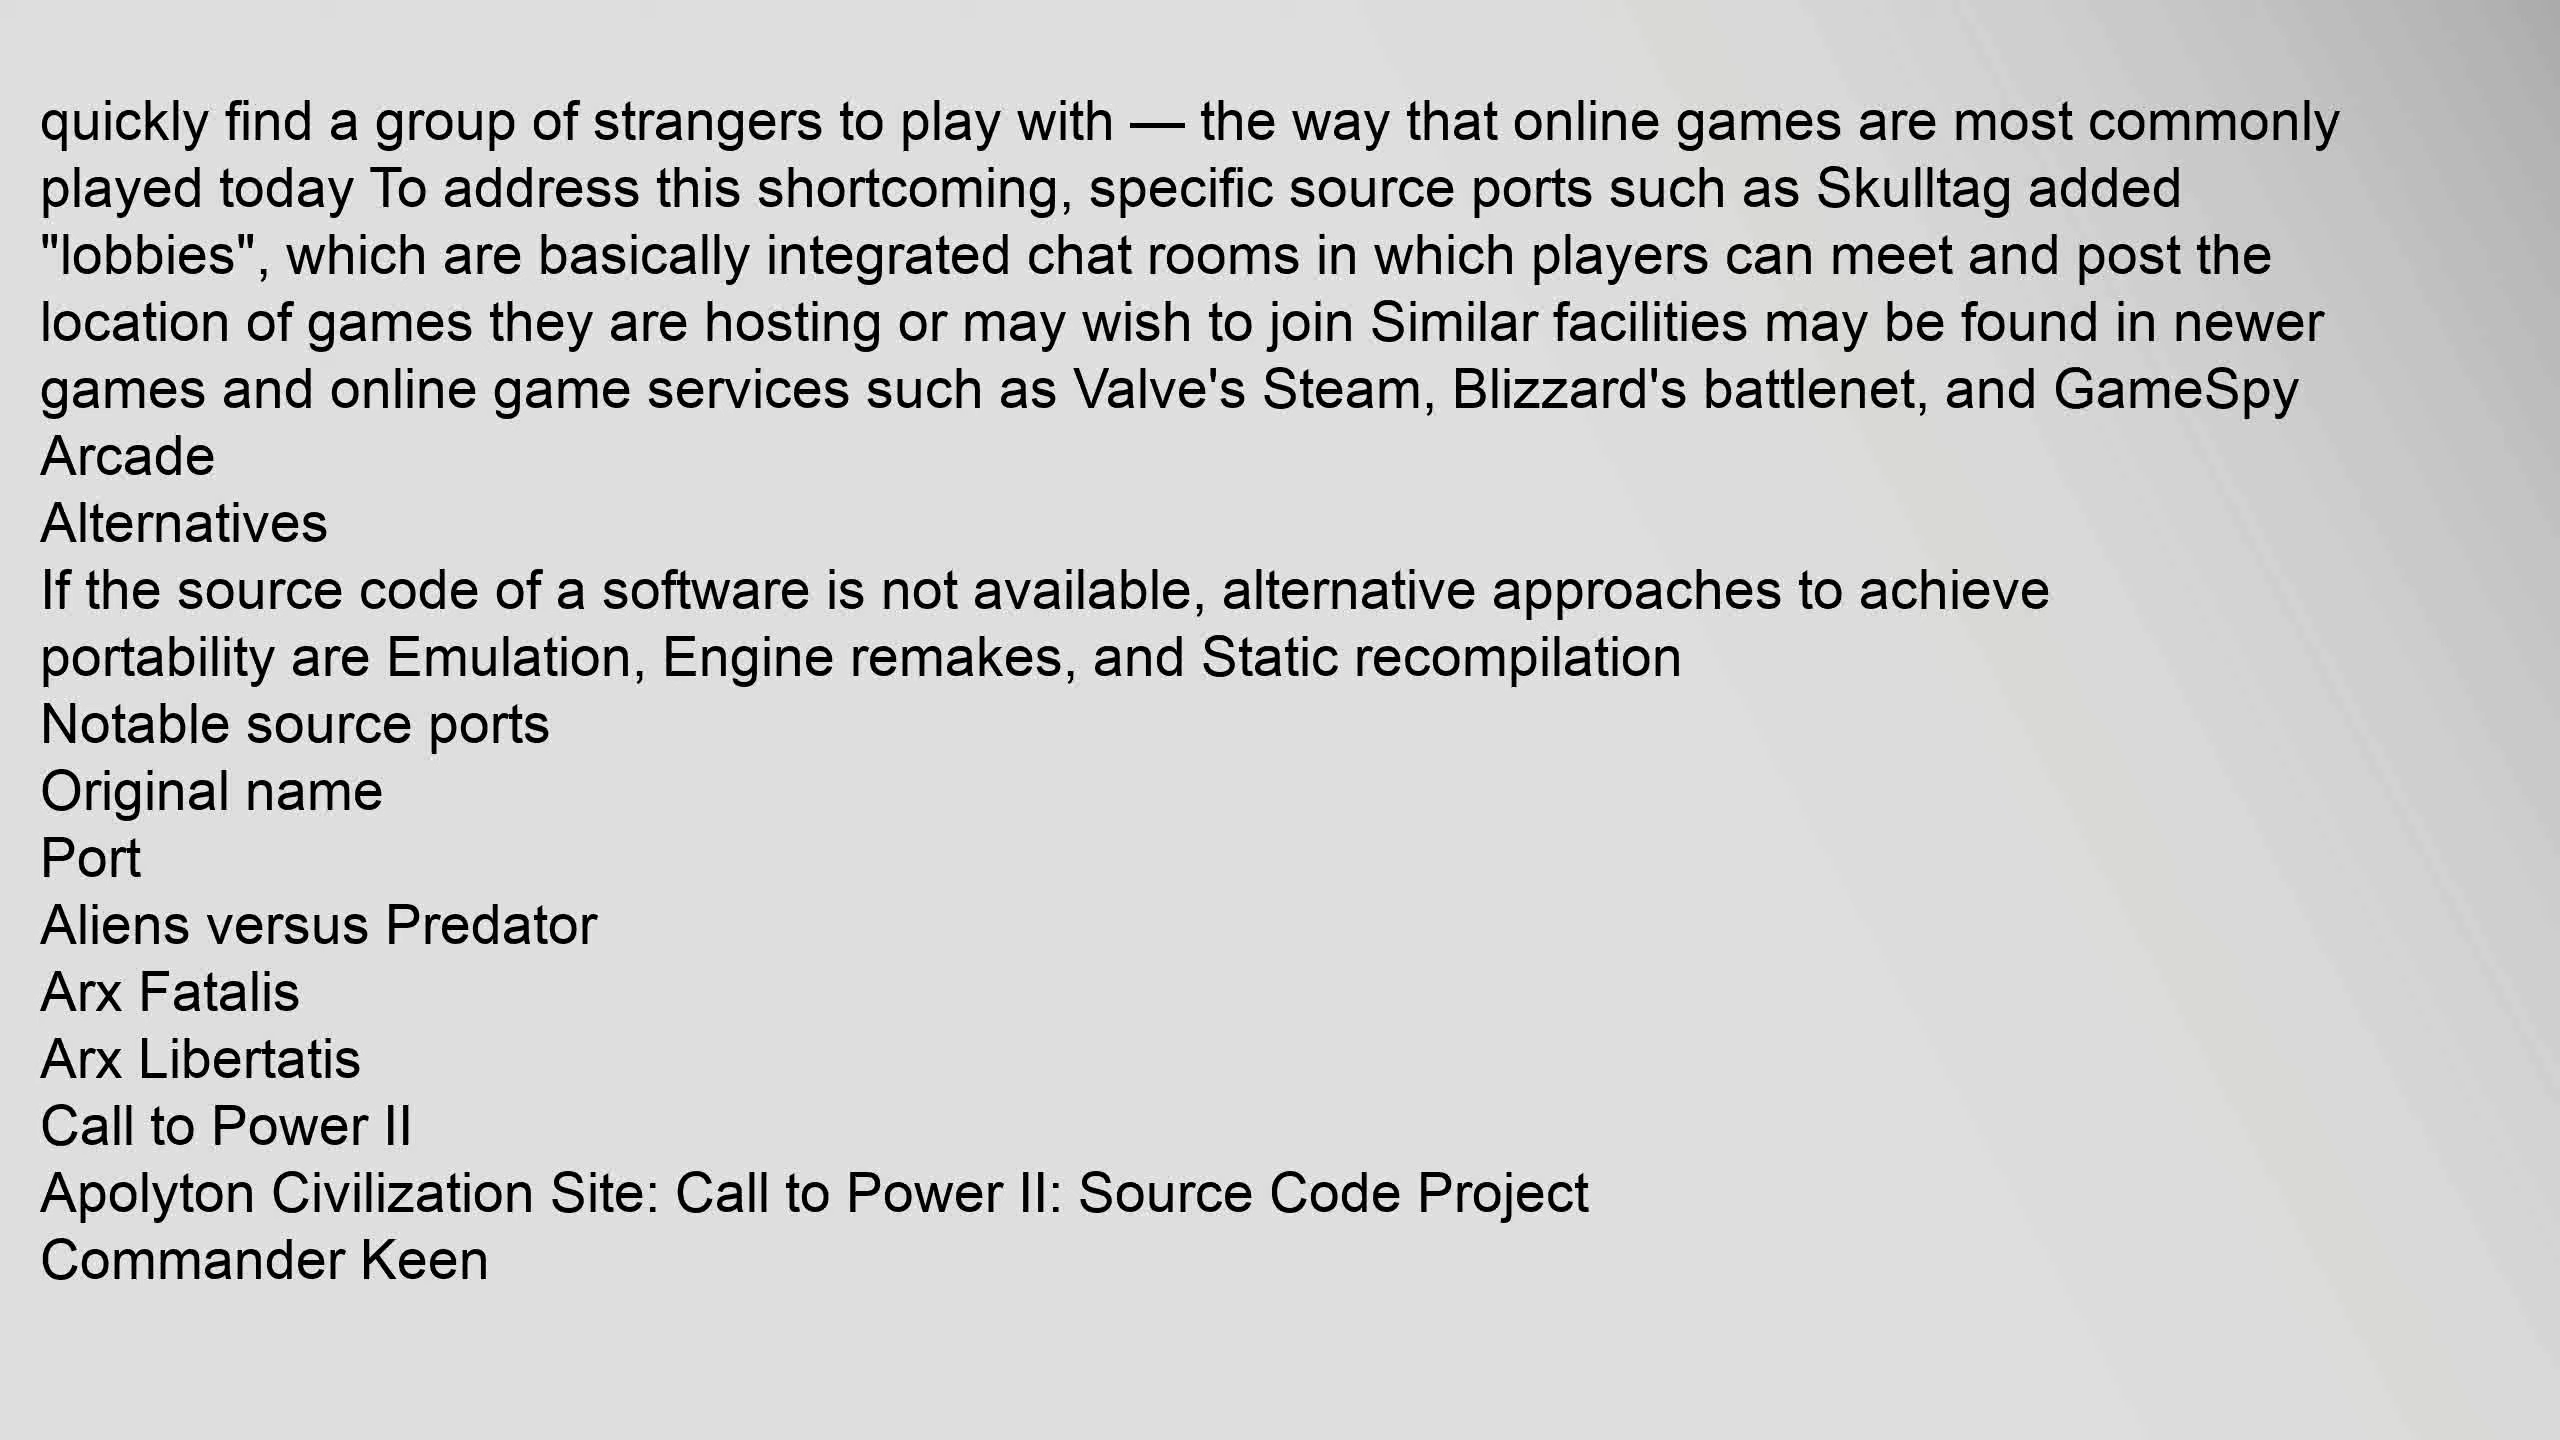 quickly find a group of strangers to play with — the way that online games are most commonly
played today To address this shortcoming, specific source ports such as Skulltag added
"lobbies", which are basically integrated chat rooms in which players can meet and post the
location of games they are hosting or may wish to join Similar facilities may be found in newer
games and online game services such as Valve's Steam, Blizzard's battlenet, and GameSpy
Arcade
Alternatives
If the source code of a software is not available, alternative approaches to achieve
portability are Emulation, Engine remakes, and Static recompilation
Notable source ports
Original name
Port
Aliens versus Predator
Arx Fatalis
Arx Libertatis
Call to Power II
Apolyton Civilization Site: Call to Power II: Source Code Project
Commander Keen